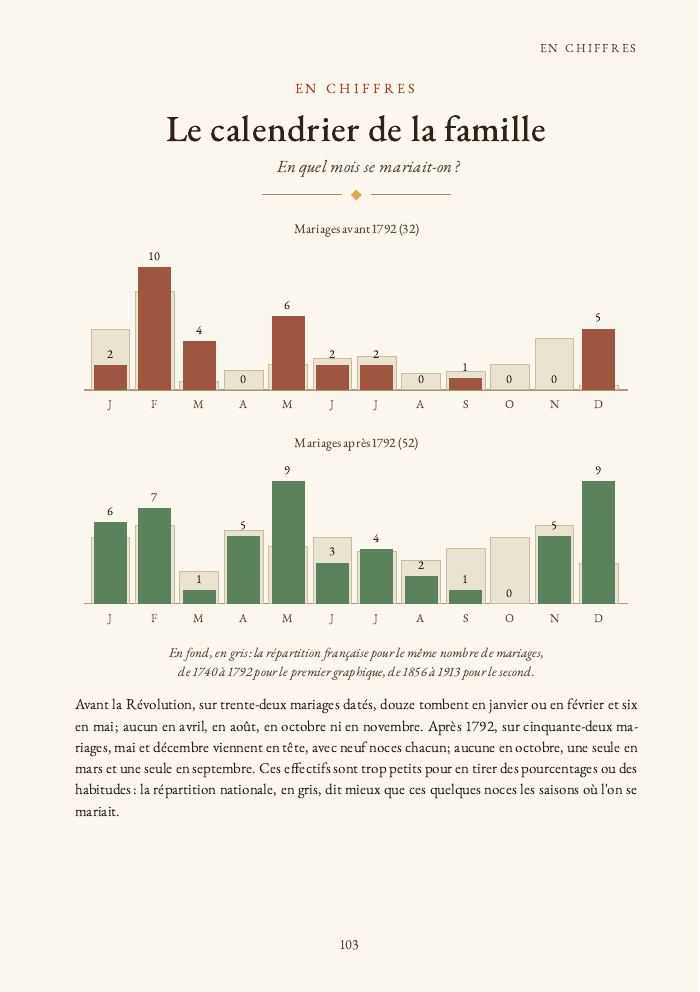 EN CHIFFRES
EN CHIFFRES
Le calendrier de la famille
En quel mois se mariait-on ?
Mariages avant 1792 (32)
10
6
5
4
2
2
2
1
0
0
0
0
J F M A M J J A S O N D
Mariages après 1792 (52)
9
9
7
6
5
5
4
3
2
1
1
0
J F M A M J J A S O N D
En fond, en gris : la répartition française pour le même nombre de mariages,
de 1740 à 1792 pour le premier graphique, de 1856 à 1913 pour le second.
Avant la Révolution, sur trente-deux mariages datés, douze tombent en janvier ou en février et six
en mai ; aucun en avril, en août, en octobre ni en novembre. Après 1792, sur cinquante-deux ma-
riages, mai et décembre viennent en tête, avec neuf noces chacun ; aucune en octobre, une seule en
mars et une seule en septembre. Ces effectifs sont trop petits pour en tirer des pourcentages ou des
habitudes : la répartition nationale, en gris, dit mieux que ces quelques noces les saisons où l'on se
mariait.
103